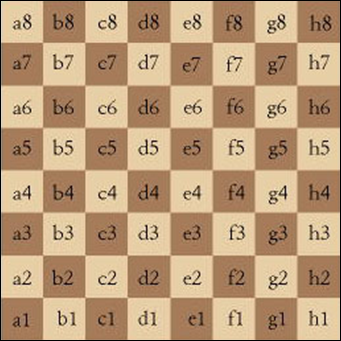 a8 b8 c8 d8 e8 f8 g8 h8
a7 b7 c7 d7 e7 f7 g7 h7
a6 b6 c6 d6 e6 f6 g6 h6
a5 b5 c5 d5 e5 f5 g5 h5
a4 b4 c4 d4 e4 f4 g4 h4
a3 b3 c3 d3 e3 f3 g3 h3
a2 b2 c2 d2 e2 f2 g2 h2
a1 b1 c1 d1 e1 f1 g1 h1